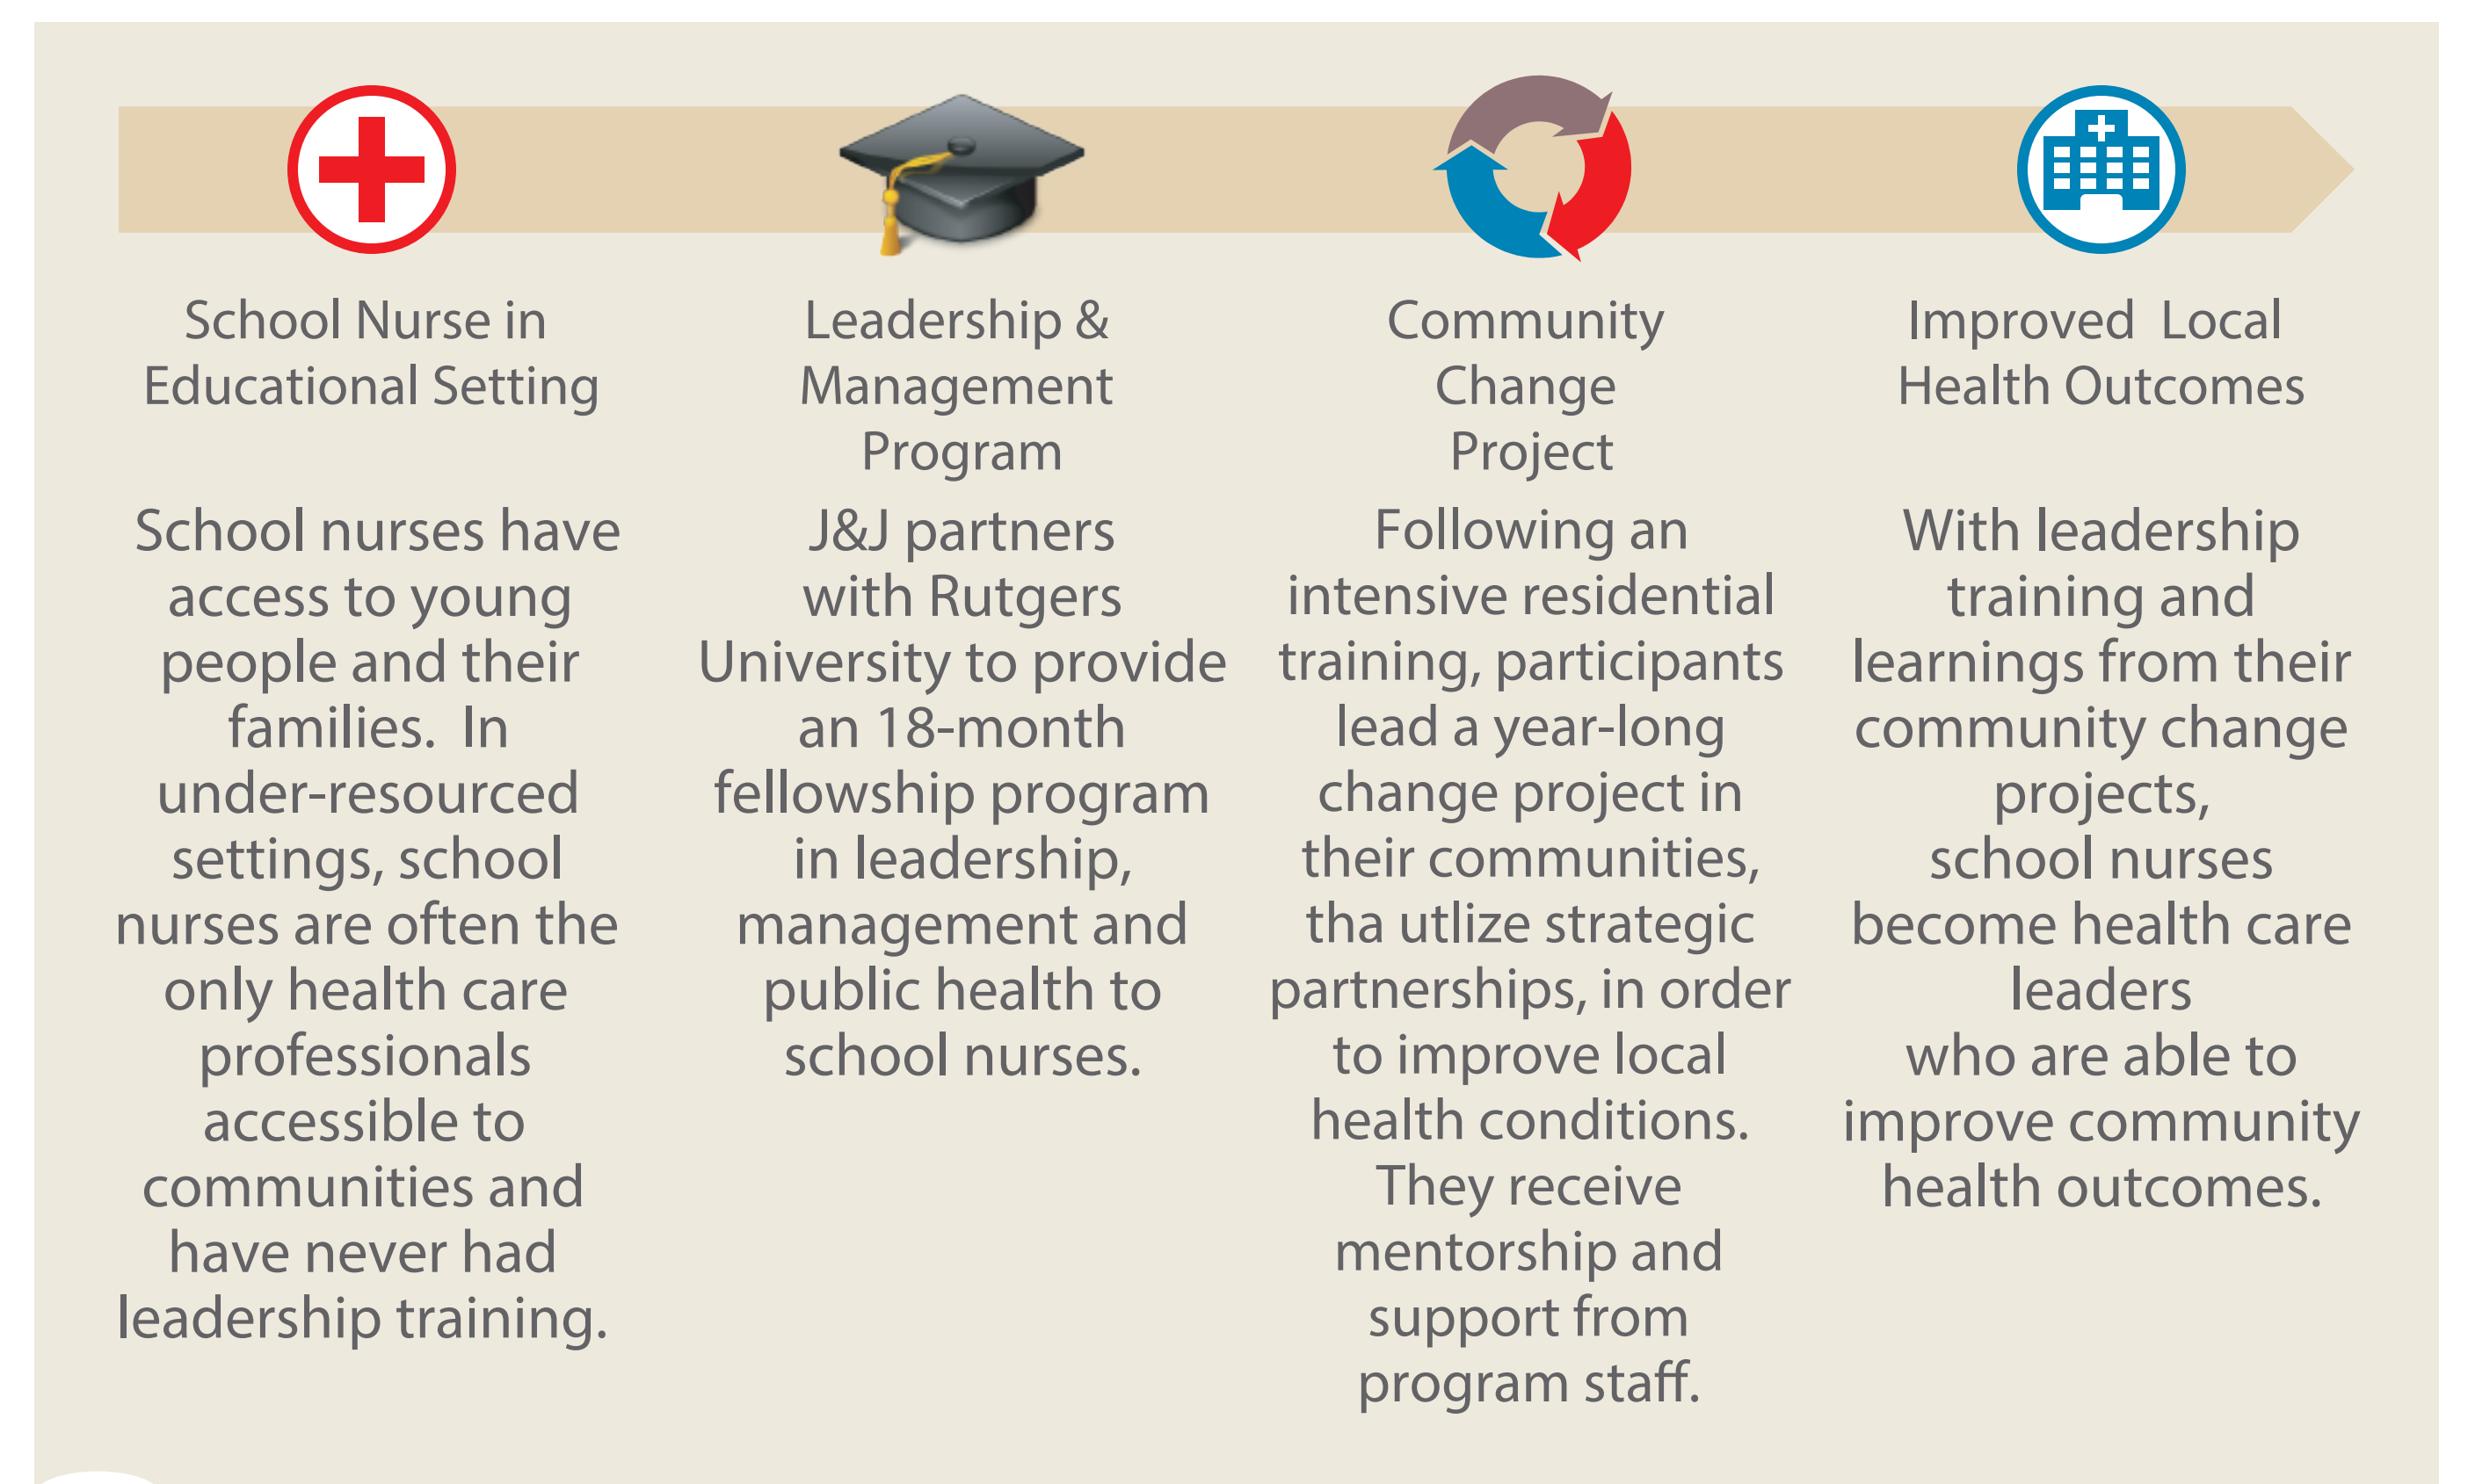 School Nurse in
Educational Setting
School nurses have
access to young
people and their
families. In
under-resourced
settings, school
nurses are often the
only health care
professionals
accessible to
communities and
have never had
leadership training.
Leadership &
Management
Program
J&J partners
with Rutgers
University to provide
an 18-month
fellowship program
in leadership,
management and
public health to
school nurses.
Community
Change
Project
Following an
intensive residential
training, participants
lead a year-long
change project in
their communities,
tha utlize strategic
partnerships, in order
to improve local
health conditions.
They receive
mentorship and
support from
program staff.
Improved Local
Health Outcomes
With leadership
training and
learnings from their
community change
projects,
school nurses
become health care
leaders
who are able to
improve community
health outcomes.